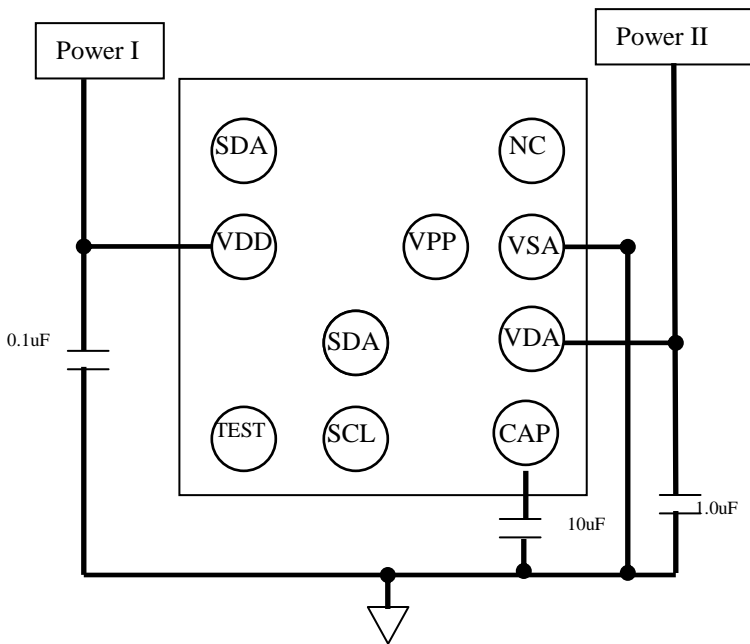 Power I
Power II
SDA
NC
VDD
VPP
VSA
0.1uF
SDA
VDA
TEST
SCL
CAP
10uF
1.0uF